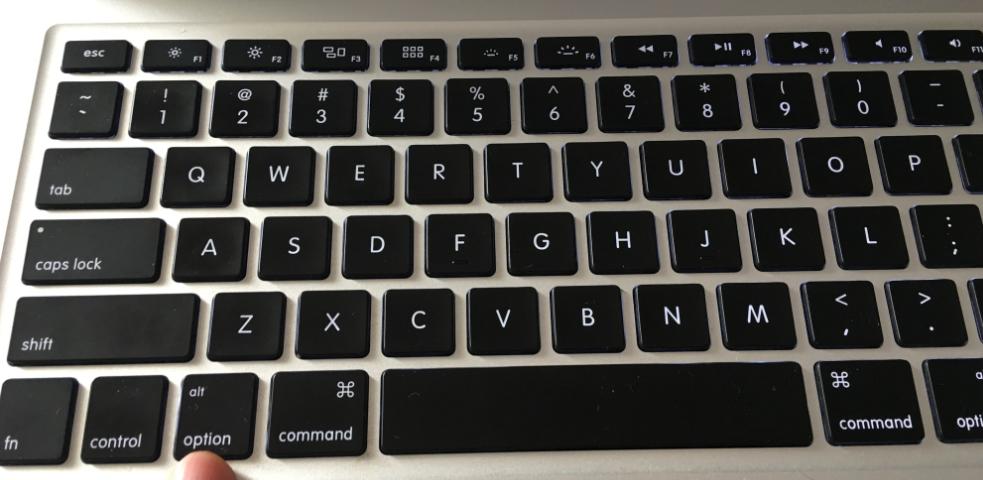 esc F1 F2 F3 F4 F5 F6 F7 F8 F9 F10 F11
~ ! @ # $ % ^ & * ( ) _
` 1 2 3 4 5 6 7 8 9 0 -
tab Q W E R T Y U I O P
caps lock A S D F G H J K L : ;
shift Z X C V B N M < , > .
fn control alt option ⌘ command ⌘ command